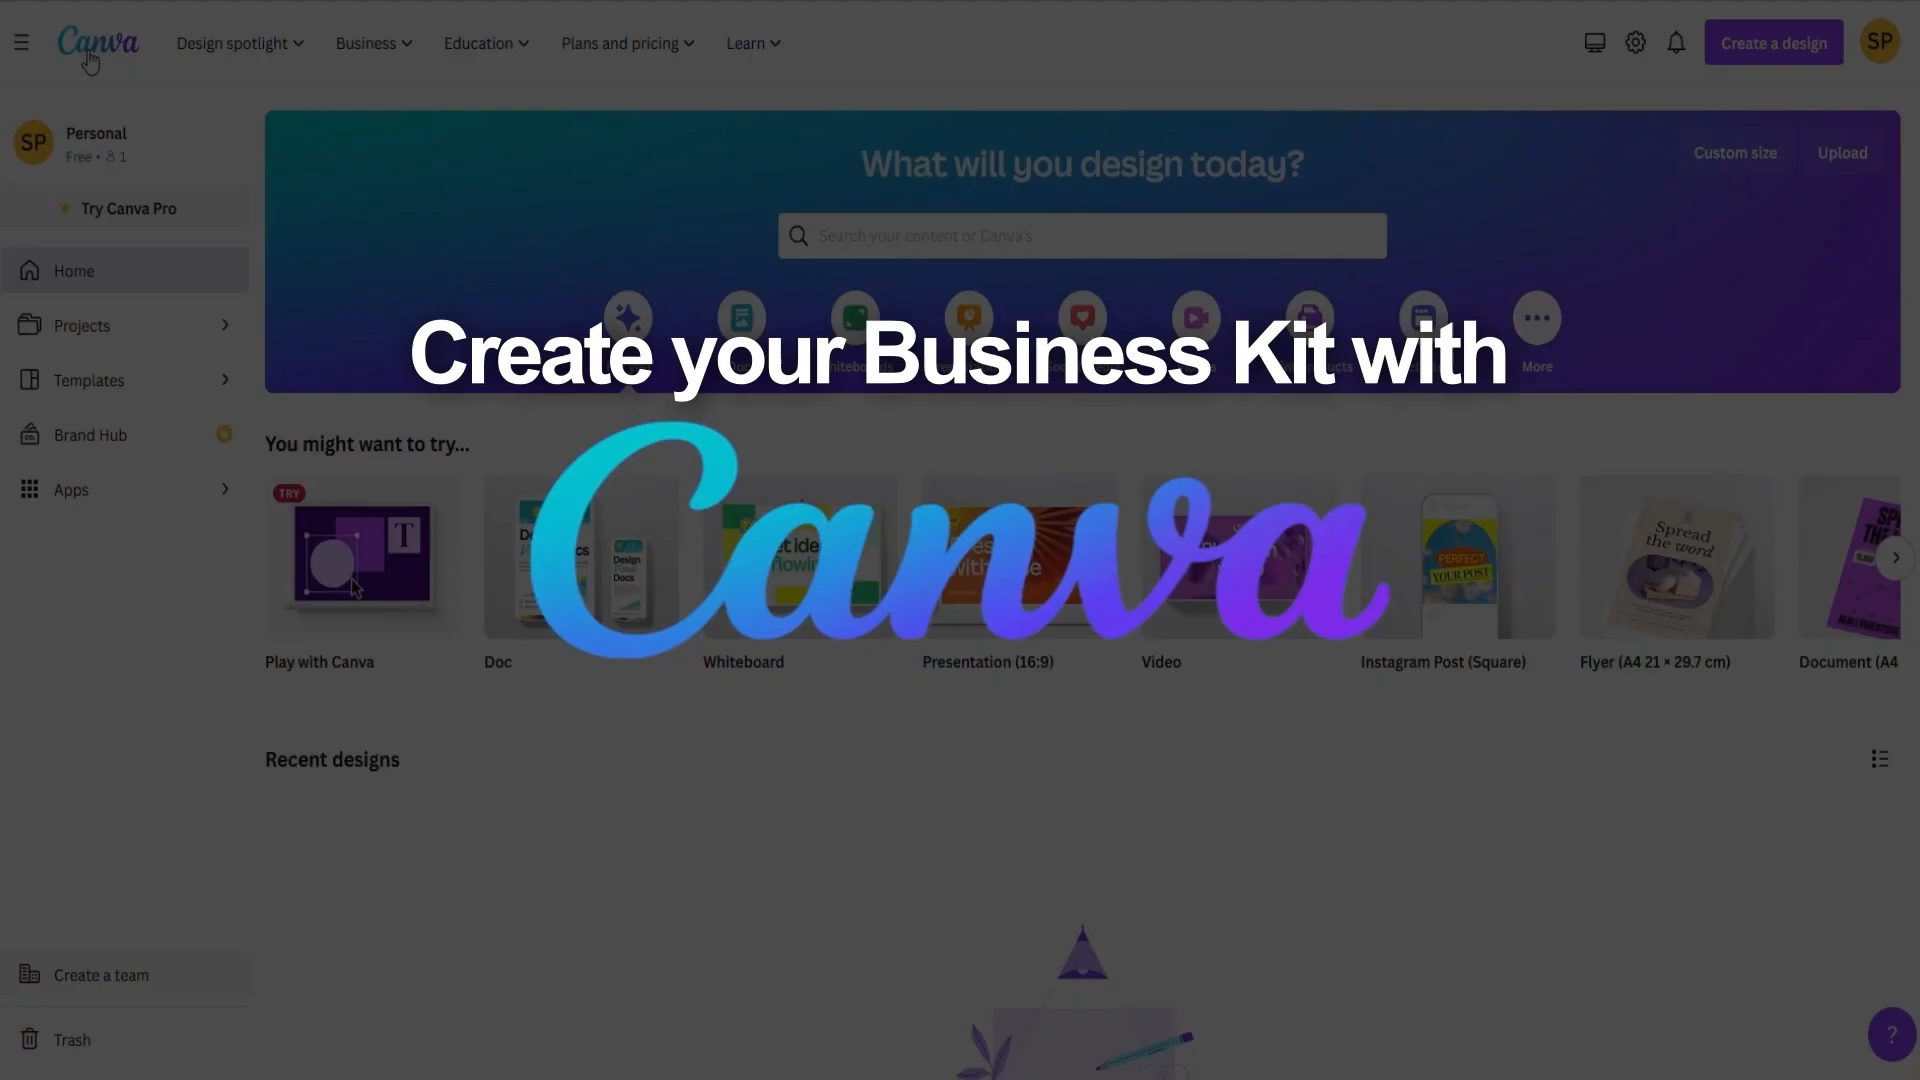 Canva
Design spotlight
Business
Education
Plans and pricing
Learn
Create a design
SP
SP
Personal
Free • 1
Try Canva Pro
Home
Projects
Templates
Brand Hub
Apps
What will you design today?
Custom size
Upload
Search your content or Canva's
More
Create your Business Kit with
Canva
You might want to try...
TRY
T
Design
Docs
PERFECT
YOUR POST
Spread
the word
Play with Canva
Doc
Whiteboard
Presentation (16:9)
Video
Instagram Post (Square)
Flyer (A4 21 × 29.7 cm)
Document (A4
Recent designs
Create a team
Trash
?